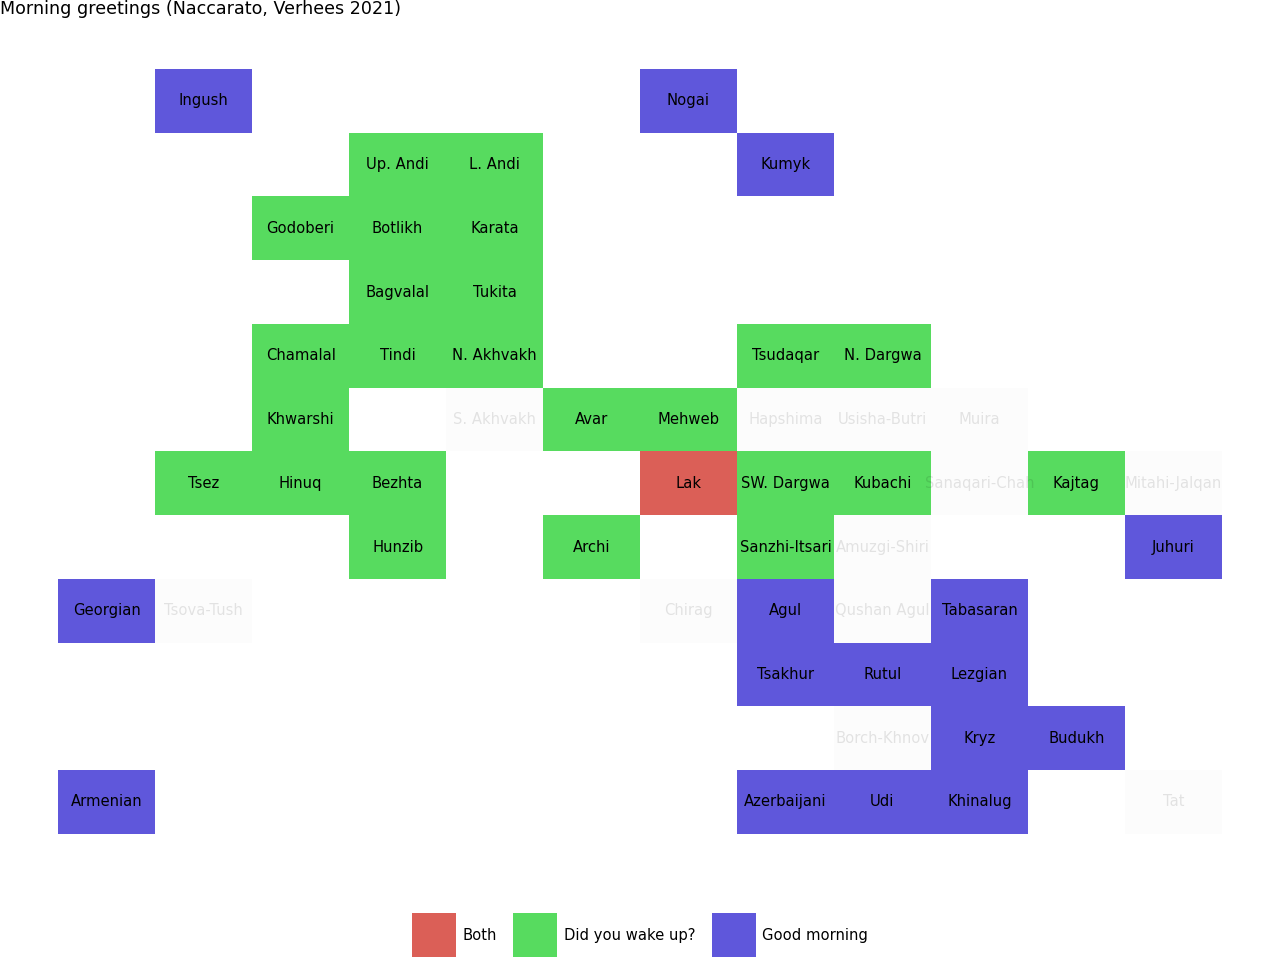 Morning greetings (Naccarato, Verhees 2021)
Ingush Nogai
Up. Andi L. Andi Kumyk
Godoberi Botlikh Karata
Bagvalal Tukita
Chamalal Tindi N. Akhvakh Tsudaqar N. Dargwa
Khwarshi S. Akhvakh Avar Mehweb Hapshima Usisha-Butri Muira
Tsez Hinuq Bezhta Lak SW. Dargwa Kubachi Sanaqari-Chah Kajtag Mitahi-Jalqan
Hunzib Archi Sanzhi-Itsari Amuzgi-Shiri Juhuri
Georgian Tsova-Tush Chirag Agul Qushan Agul Tabasaran
Tsakhur Rutul Lezgian
Borch-Khnov Kryz Budukh
Armenian Azerbaijani Udi Khinalug Tat
Both Did you wake up? Good morning